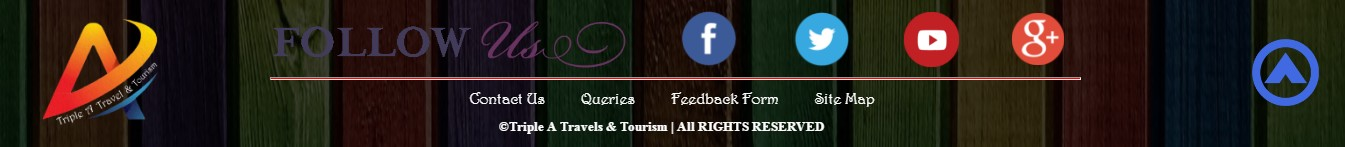 Triple A Travel & Tourism
FOLLOW Us
f
g+
Contact Us Queries Feedback Form Site Map
©Triple A Travels & Tourism | All RIGHTS RESERVED